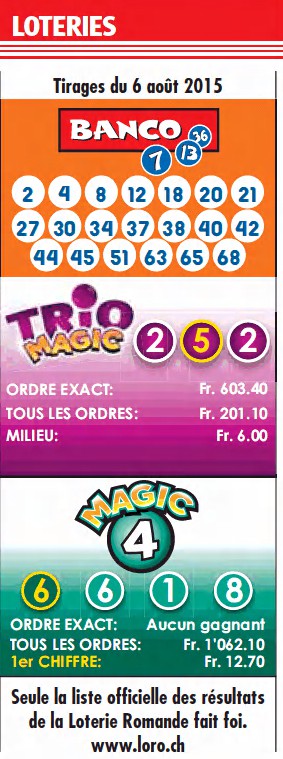 LOTERIES
Tirages du 6 août 2015
BANCO
7 13 36
2 4 8 12 18 20 21
27 30 34 37 38 40 42
44 45 51 63 65 68
TRIO
MAGIC
2 5 2
ORDRE EXACT: Fr. 603.40
TOUS LES ORDRES: Fr. 201.10
MILIEU: Fr. 6.00
MAGIC
4
6 6 1 8
ORDRE EXACT: Aucun gagnant
TOUS LES ORDRES: Fr. 1'062.10
1er CHIFFRE: Fr. 12.70
Seule la liste officielle des résultats
de la Loterie Romande fait foi.
www.loro.ch